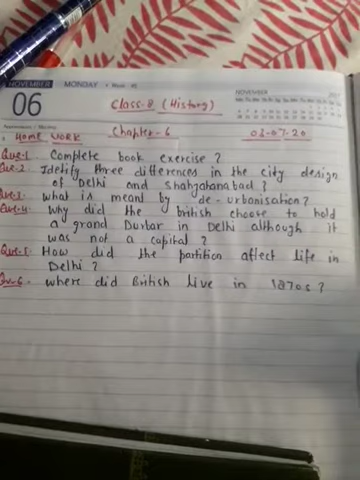 NOVEMBER MONDAY
06
NOVEMBER
Class-8 (History)
HOME WORK Chapter-6 03-07-20
Que-1 Complete book exercise ?
Que-2 Idetify three differences in the city design
of Delhi and Shahjahanabad ?
Que-3 What is meant by de-urbanisation ?
Que-4 Why did the british choose to hold
a grand Durbar in Delhi although it
was not a capital ?
Que-5 How did the partition affect life in
Delhi ?
Que-6 where did British live in 1870s ?